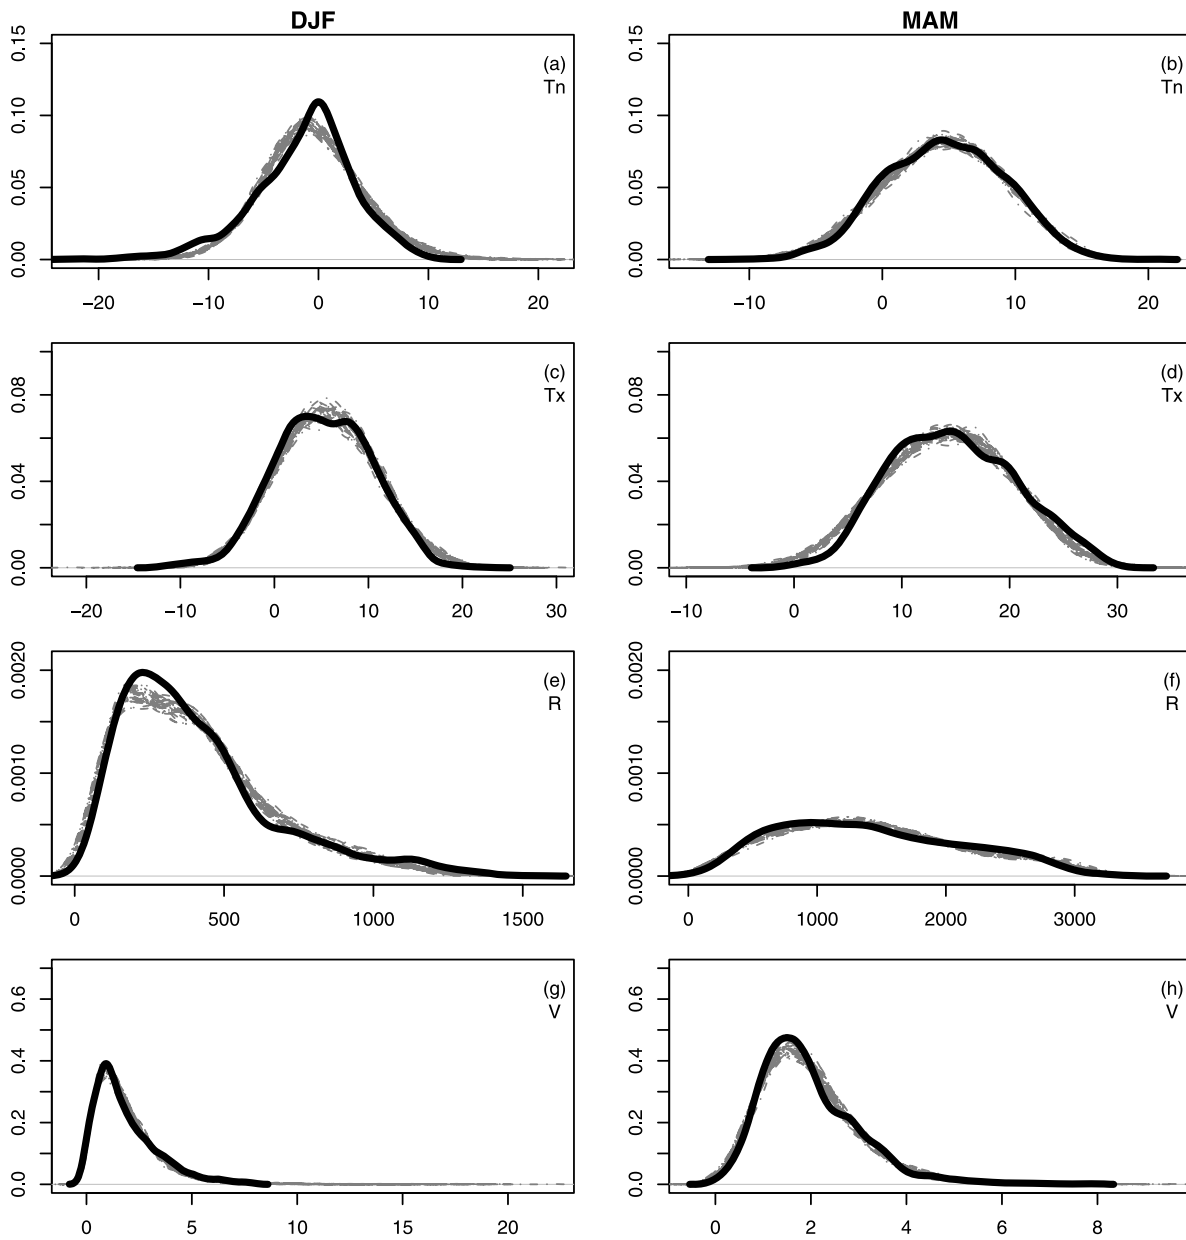 DJF
MAM
(a)
Tn
0.00 0.05 0.10 0.15
−20 −10 0 10 20
(b)
Tn
0.00 0.05 0.10 0.15
−10 0 10 20
(c)
Tx
0.00 0.04 0.08
−20 −10 0 10 20 30
(d)
Tx
0.00 0.04 0.08
−10 0 10 20 30
(e)
R
0.0000 0.0010 0.0020
0 500 1000 1500
(f)
R
0.0000 0.0010 0.0020
0 1000 2000 3000
(g)
V
0.0 0.2 0.4 0.6
0 5 10 15 20
(h)
V
0.0 0.2 0.4 0.6
0 2 4 6 8